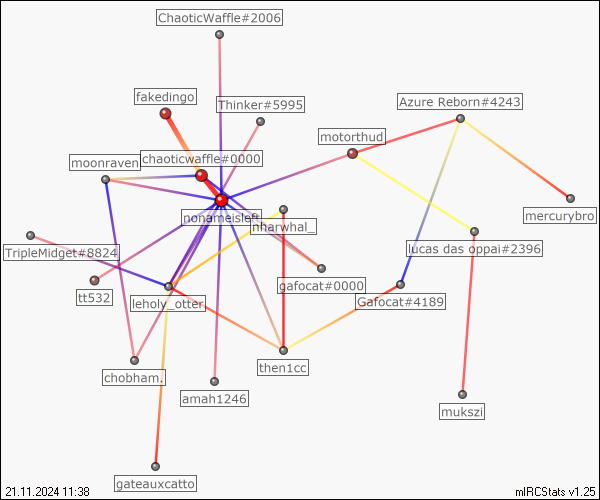 ChaoticWaffle#2006
fakedingo
Thinker#5995
Azure Reborn#4243
motorthud
moonraven
chaoticwaffle#0000
nonameisleft
nharwhal_
mercurybro
TripleMidget#8824
lucas das oppai#2396
tt532
leholy_otter
gafocat#0000
Gafocat#4189
then1cc
chobham.
amah1246
mukszi
gateauxcatto
21.11.2024 11:38
mIRCStats v1.25